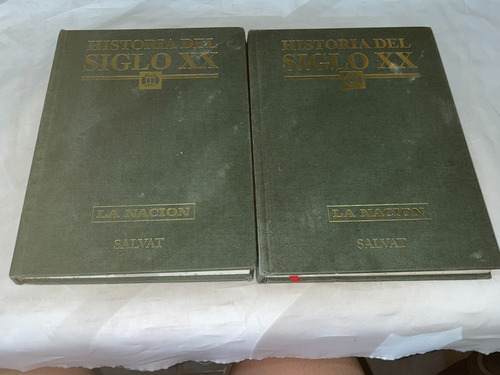 HISTORIA DEL
SIGLO XX
LA NACION
SALVAT
HISTORIA DEL
SIGLO XX
LA NACION
SALVAT